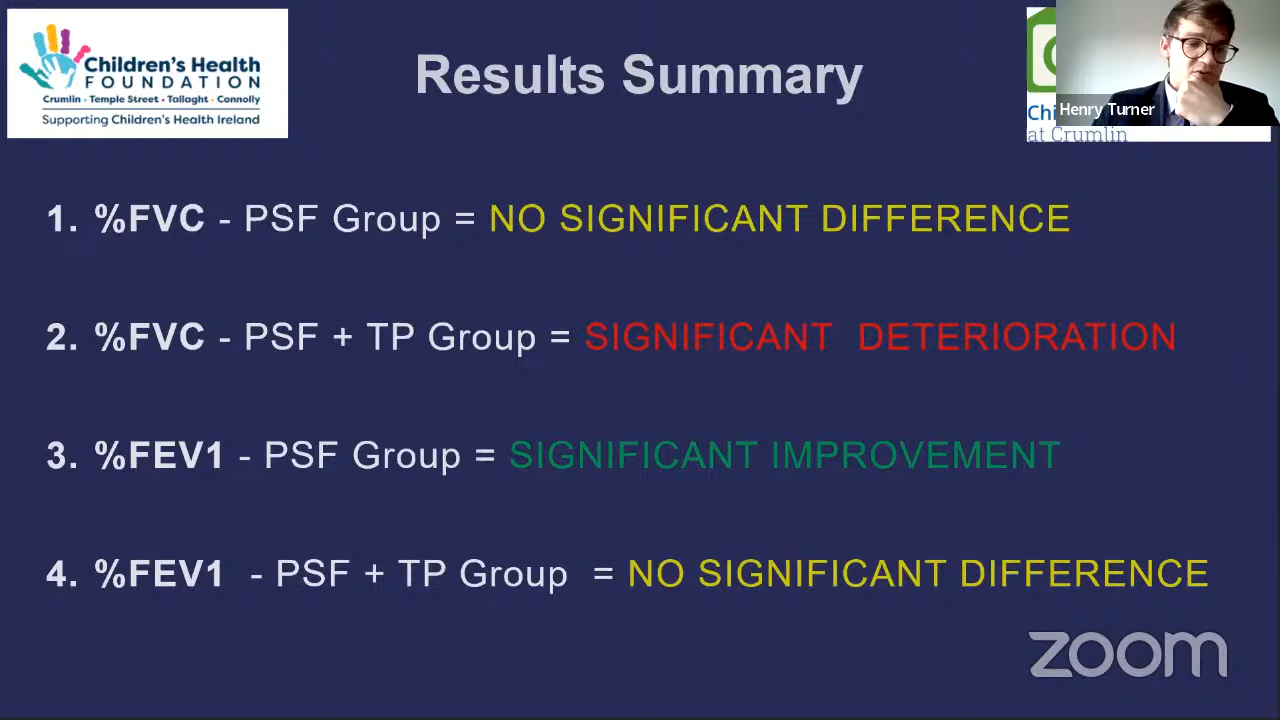 Children's Health
FOUNDATION
Crumlin • Temple Street • Tallaght • Connolly
Supporting Children's Health Ireland
Results Summary
Henry Turner
Chi
at Crumlin
1. %FVC - PSF Group = NO SIGNIFICANT DIFFERENCE
2. %FVC - PSF + TP Group = SIGNIFICANT DETERIORATION
3. %FEV1 - PSF Group = SIGNIFICANT IMPROVEMENT
4. %FEV1 - PSF + TP Group = NO SIGNIFICANT DIFFERENCE
zoom